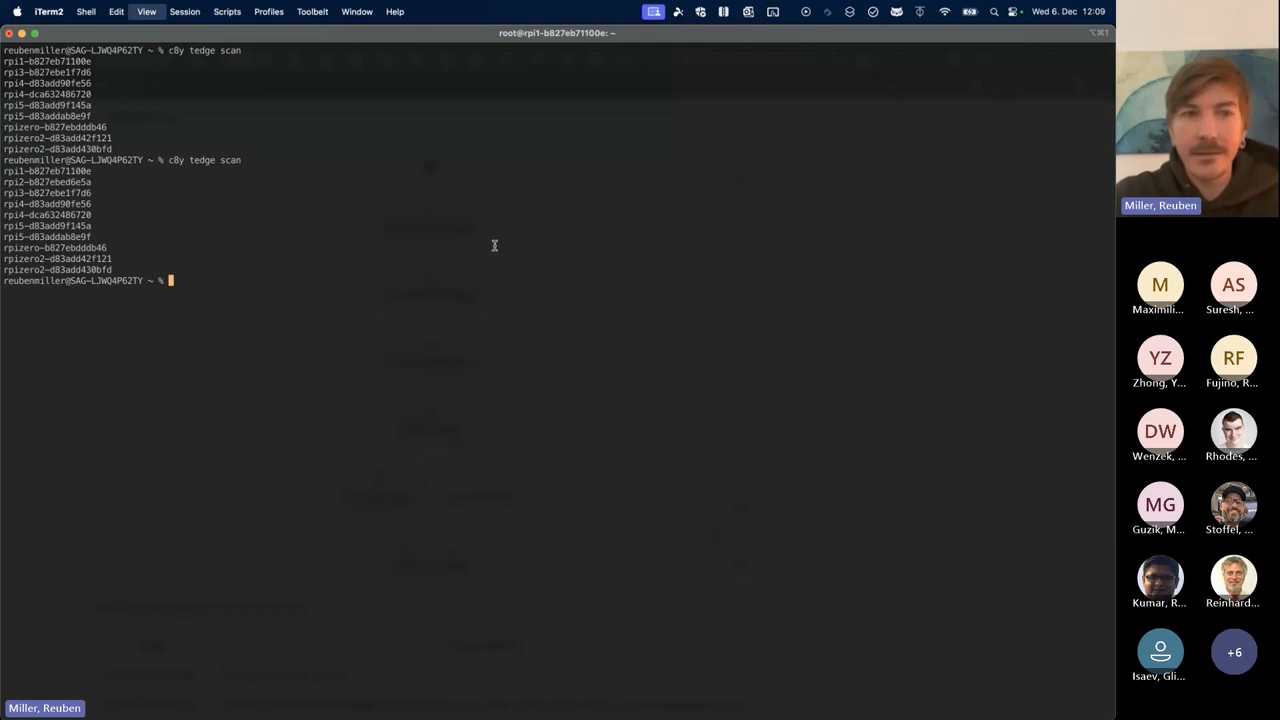 iTerm2 Shell Edit View Session Scripts Profiles Toolbelt Window Help Wed 6. Dec 12:09
root@rpi1-b827eb71100e: ~ ⌥⌘1
reubenmiller@SAG-LJWQ4P62TY ~ % c8y tedge scan
rpi1-b827eb71100e
rpi3-b827ebe1f7d6
rpi4-d83add90fe56
rpi4-dca632486720
rpi5-d83add9f145a
rpi5-d83addab8e9f
rpizero-b827ebdddb46
rpizero2-d83add42f121
rpizero2-d83add430bfd
reubenmiller@SAG-LJWQ4P62TY ~ % c8y tedge scan
rpi1-b827eb71100e
rpi2-b827ebed6e5a
rpi3-b827ebe1f7d6
rpi4-d83add90fe56
rpi4-dca632486720
rpi5-d83add9f145a
rpi5-d83addab8e9f
rpizero-b827ebdddb46
rpizero2-d83add42f121
rpizero2-d83add430bfd
reubenmiller@SAG-LJWQ4P62TY ~ %
Miller, Reuben
M AS
Maximili... Suresh, ...
YZ RF
Zhong, Y... Fujino, R...
DW
Wenzek, ... Rhodes, ...
MG
Guzik, M... Stoffel, ...
Kumar, R... Reinhard...
+6
Isaev, Gli...
Miller, Reuben